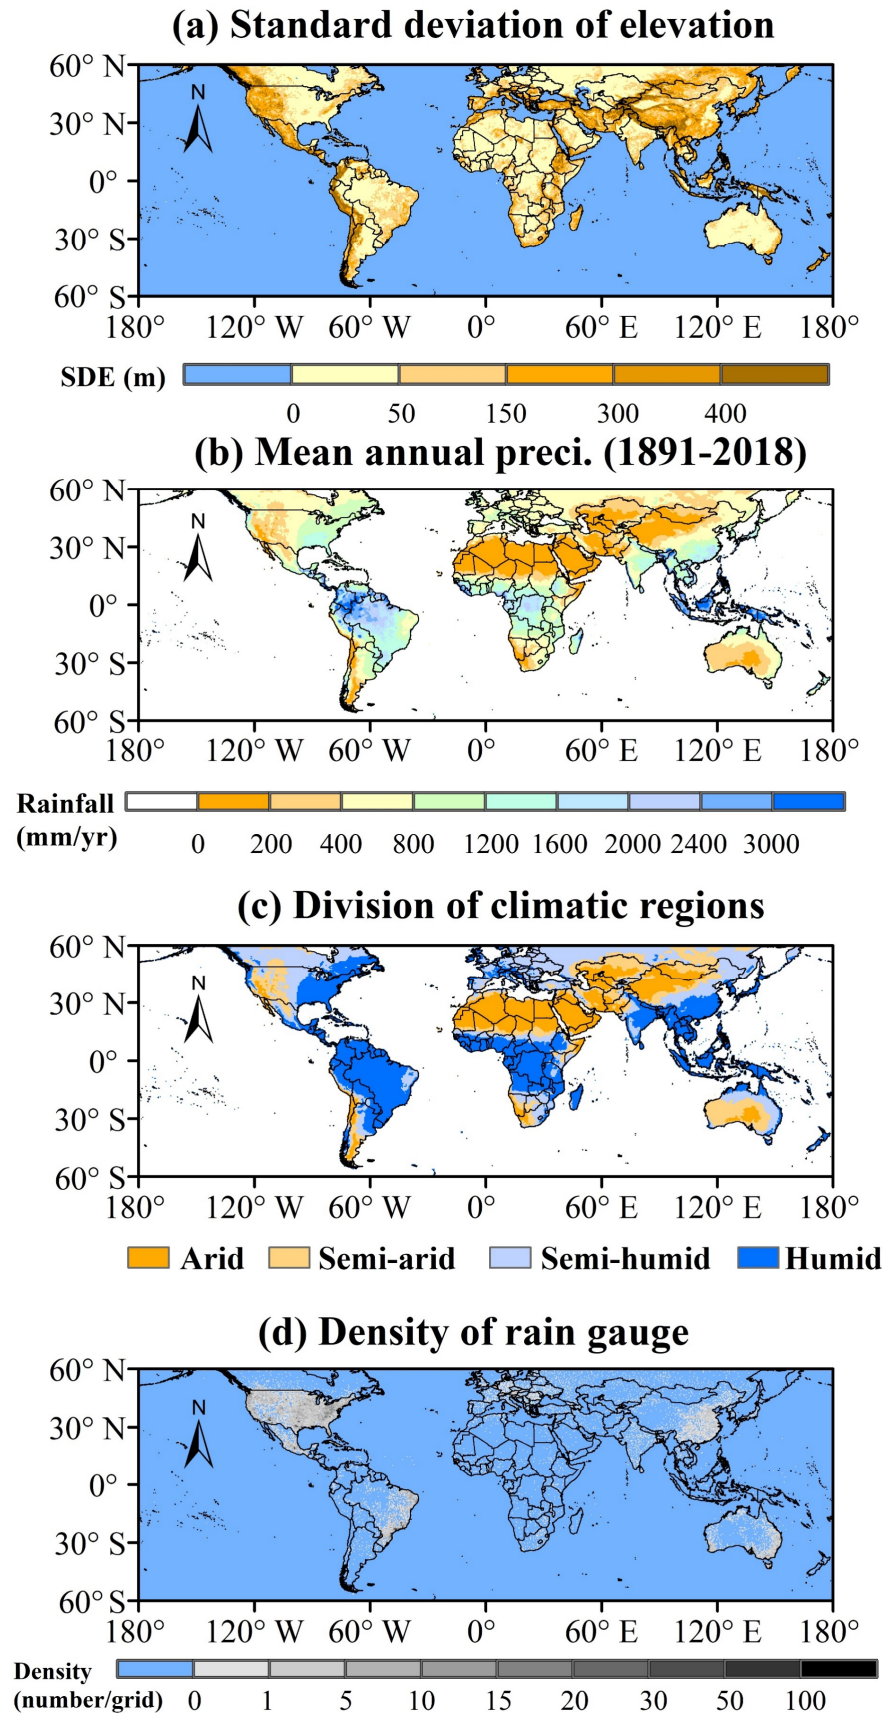 (a) Standard deviation of elevation
60° N
N
30° N
0°
30° S
60° S
180° 120° W 60° W 0° 60° E 120° E 180°
SDE (m)
0 50 150 300 400
(b) Mean annual preci. (1891-2018)
60° N
N
30° N
0°
30° S
60° S
180° 120° W 60° W 0° 60° E 120° E 180°
Rainfall
(mm/yr)
0 200 400 800 1200 1600 2000 2400 3000
(c) Division of climatic regions
60° N
N
30° N
0°
30° S
60° S
180° 120° W 60° W 0° 60° E 120° E 180°
Arid Semi-arid Semi-humid Humid
(d) Density of rain gauge
60° N
N
30° N
0°
30° S
60° S
180° 120° W 60° W 0° 60° E 120° E 180°
Density
(number/grid)
0 1 5 10 15 20 30 50 100